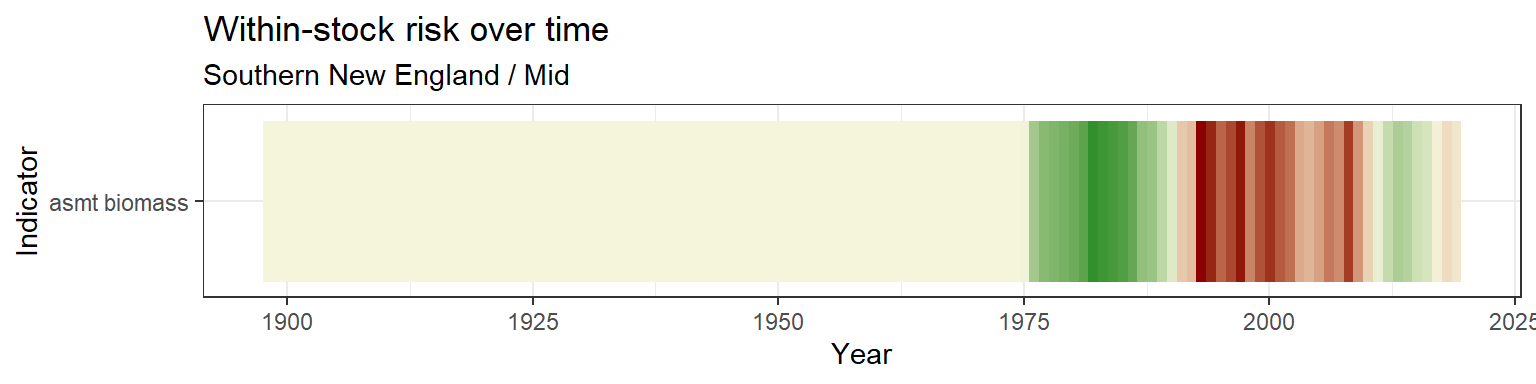 Within-stock risk over time
Southern New England / Mid
Indicator
asmt biomass
1900 1925 1950 1975 2000 2025
Year